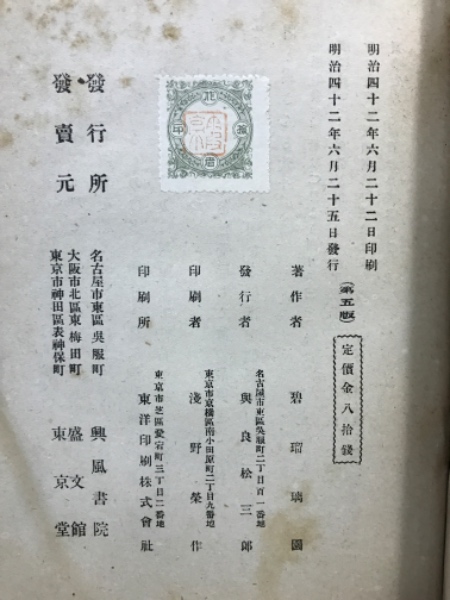 明治四十二年六月二十二日印刷
明治四十二年六月二十五日發行
（第五版）
定價金八拾錢
著作者 碧瑠璃園
名古屋市東區吳服町二丁目百一番地
發行者 與良松三郎
東京市京橋區南小田原町二丁目九番地
印刷者 淺野榮作
東京市芝區愛宕町三丁目二番地
印刷所 東洋印刷株式會社
發行所 名古屋市東區吳服町 興風書院
發賣元 大阪市北區東梅田町 盛文館
東京市神田區表神保町 東京堂